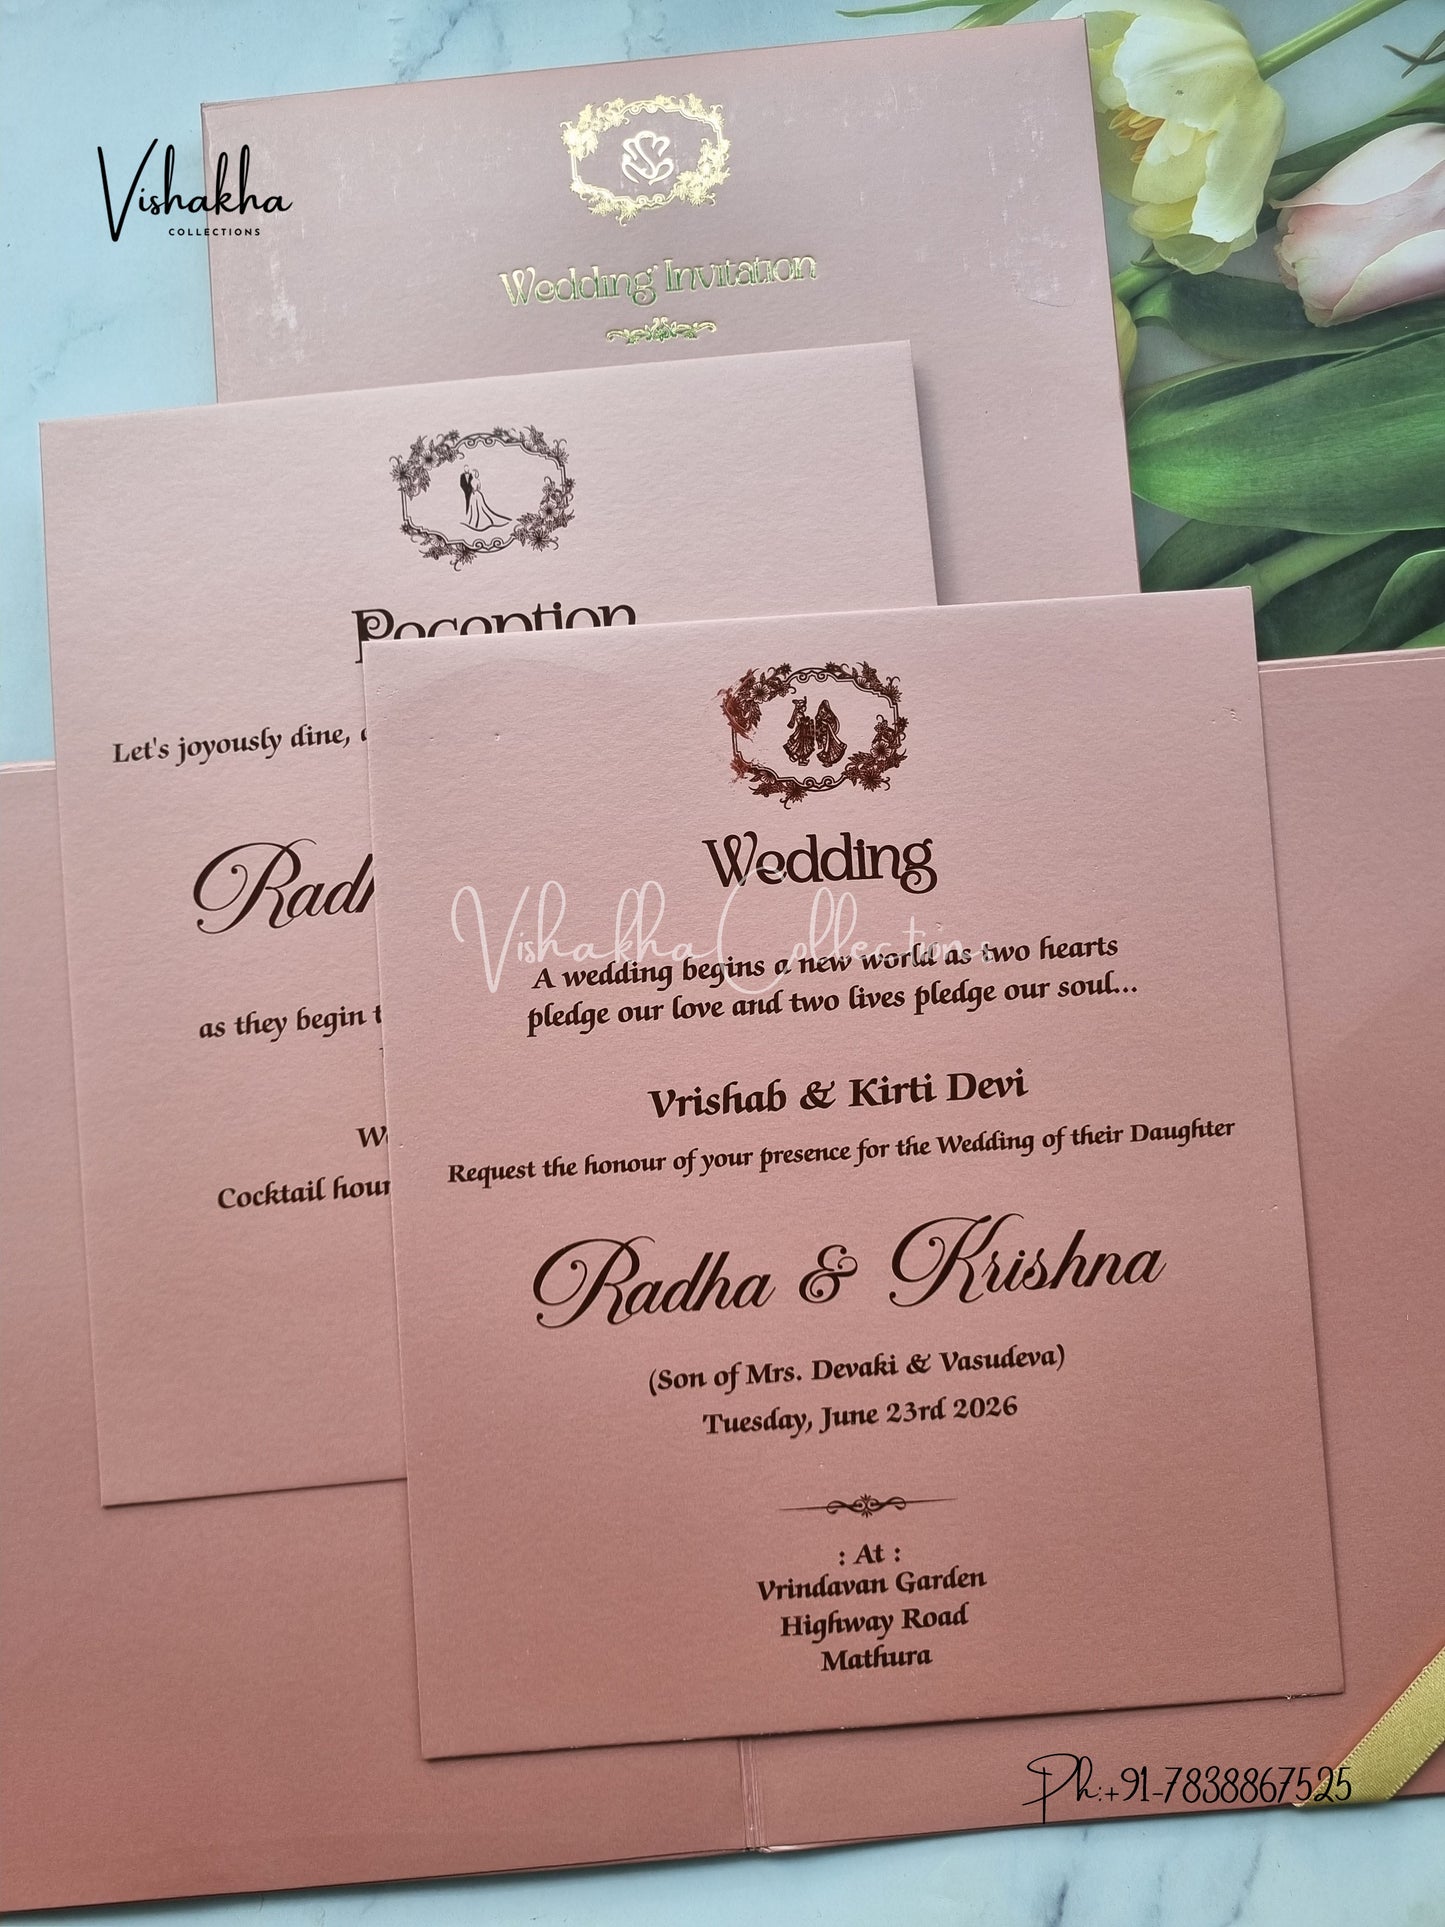 Vishakha
COLLECTIONS
Wedding Invitation
Reception
Let's joyously dine,
Radh
as they begin
Cocktail hour
Wedding
Vishakha Collections
A wedding begins a new world as two hearts
pledge our love and two lives pledge our soul...
Vrishab & Kirti Devi
Request the honour of your presence for the Wedding of their Daughter
Radha & Krishna
(Son of Mrs. Devaki & Vasudeva)
Tuesday, June 23rd 2026
: At :
Vrindavan Garden
Highway Road
Mathura
Ph:+91-7838867525